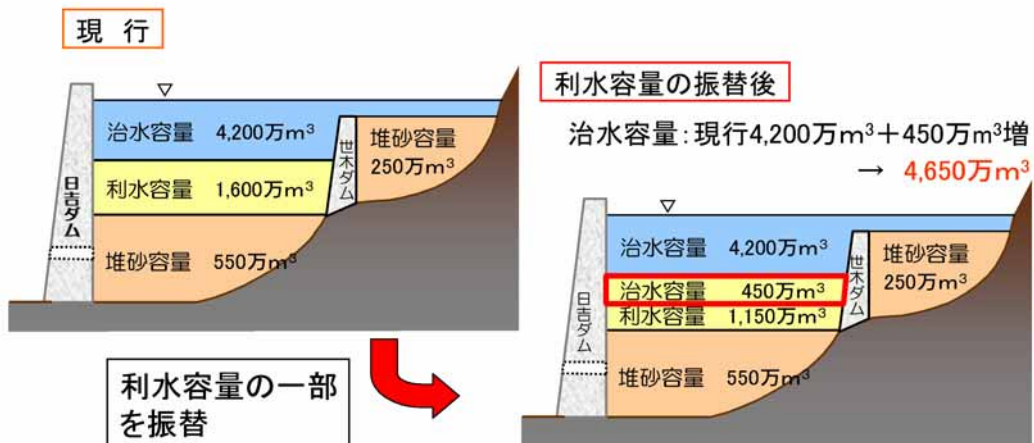 現 行
▽
治水容量 4,200万m³
利水容量 1,600万m³
堆砂容量 550万m³
日吉ダム
世木ダム
堆砂容量
250万m³
利水容量の一部
を振替
利水容量の振替後
治水容量:現行4,200万m³+450万m³増
→ 4,650万m³
▽
治水容量 4,200万m³
治水容量 450万m³
利水容量 1,150万m³
堆砂容量 550万m³
日吉ダム
世木ダム
堆砂容量
250万m³